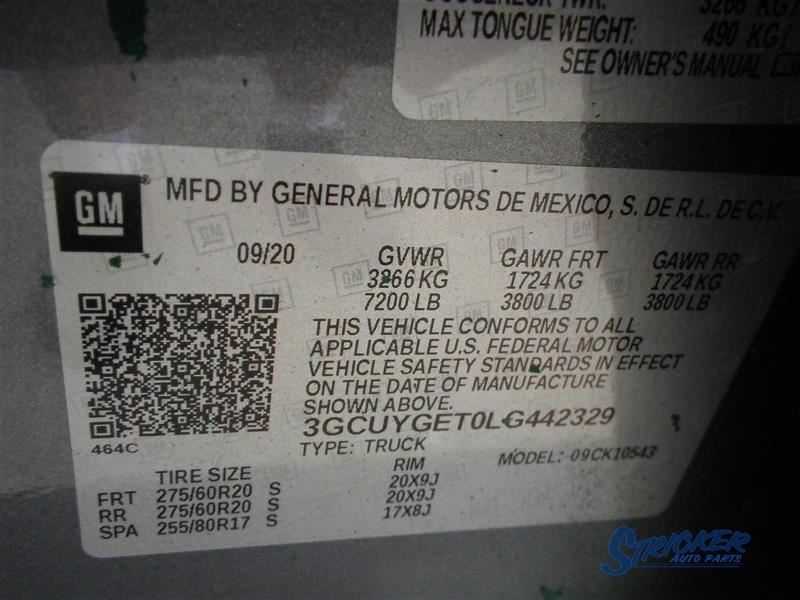 3266 KG/
MAX TONGUE WEIGHT: 490 KG/
SEE OWNER'S MANUAL
GM
MFD BY GENERAL MOTORS DE MEXICO, S. DE R.L. DE C.V.
09/20 GVWR GAWR FRT GAWR RR
3266 KG 1724 KG 1724 KG
7200 LB 3800 LB 3800 LB
THIS VEHICLE CONFORMS TO ALL
APPLICABLE U.S. FEDERAL MOTOR
VEHICLE SAFETY STANDARDS IN EFFECT
ON THE DATE OF MANUFACTURE
SHOWN ABOVE.
3GCUYGET0LG442329
464C
TYPE: TRUCK MODEL: 09CK10543
TIRE SIZE RIM
FRT 275/60R20 S 20X9J
RR 275/60R20 S 20X9J
SPA 255/80R17 S 17X8J
STRICKER
AUTO PARTS